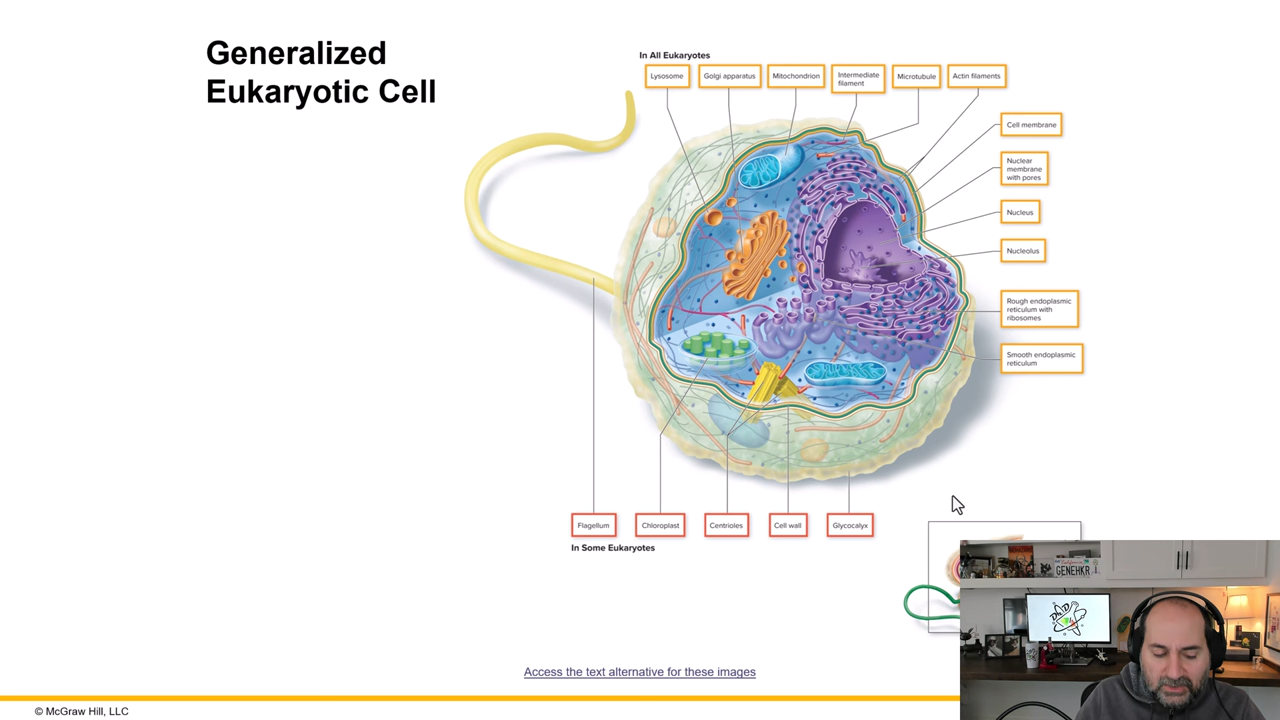 Generalized
Eukaryotic Cell
In All Eukaryotes
Lysosome
Golgi apparatus
Mitochondrion
Intermediate
filament
Microtubule
Actin filaments
Cell membrane
Nuclear
membrane
with pores
Nucleus
Nucleolus
Rough endoplasmic
reticulum with
ribosomes
Smooth endoplasmic
reticulum
Flagellum
Chloroplast
Centrioles
Cell wall
Glycocalyx
In Some Eukaryotes
GENEHKR
Access the text alternative for these images
© McGraw Hill, LLC